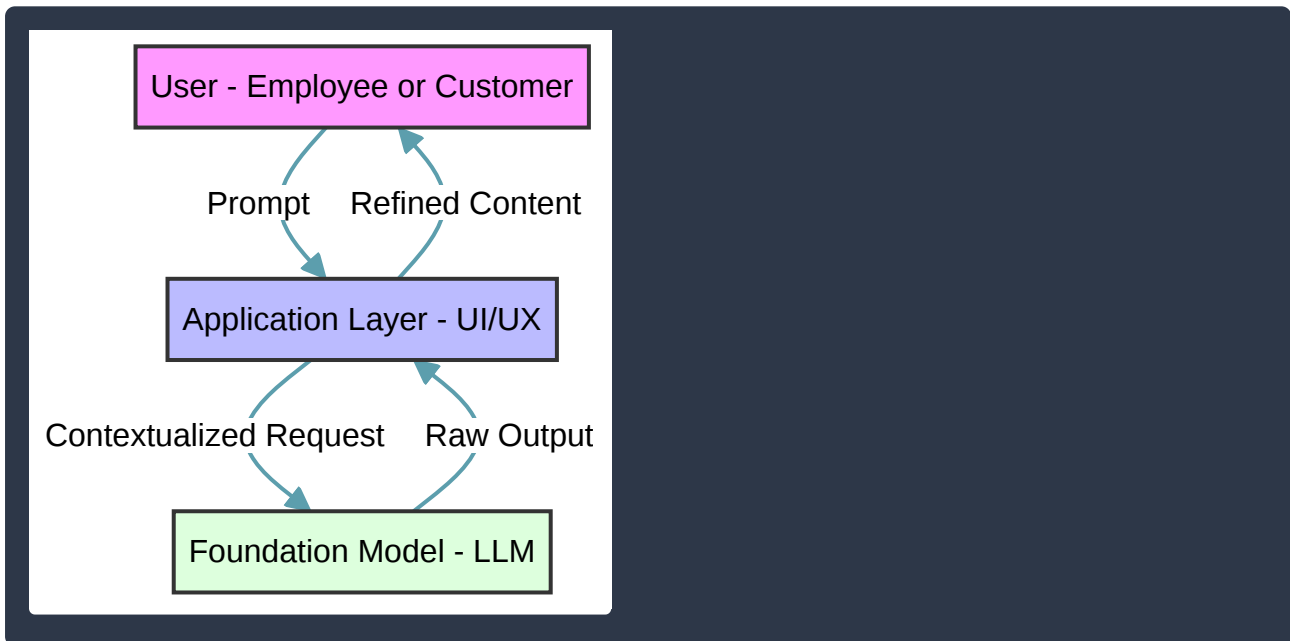 User - Employee or Customer
Prompt
Refined Content
Application Layer - UI/UX
Contextualized Request
Raw Output
Foundation Model - LLM